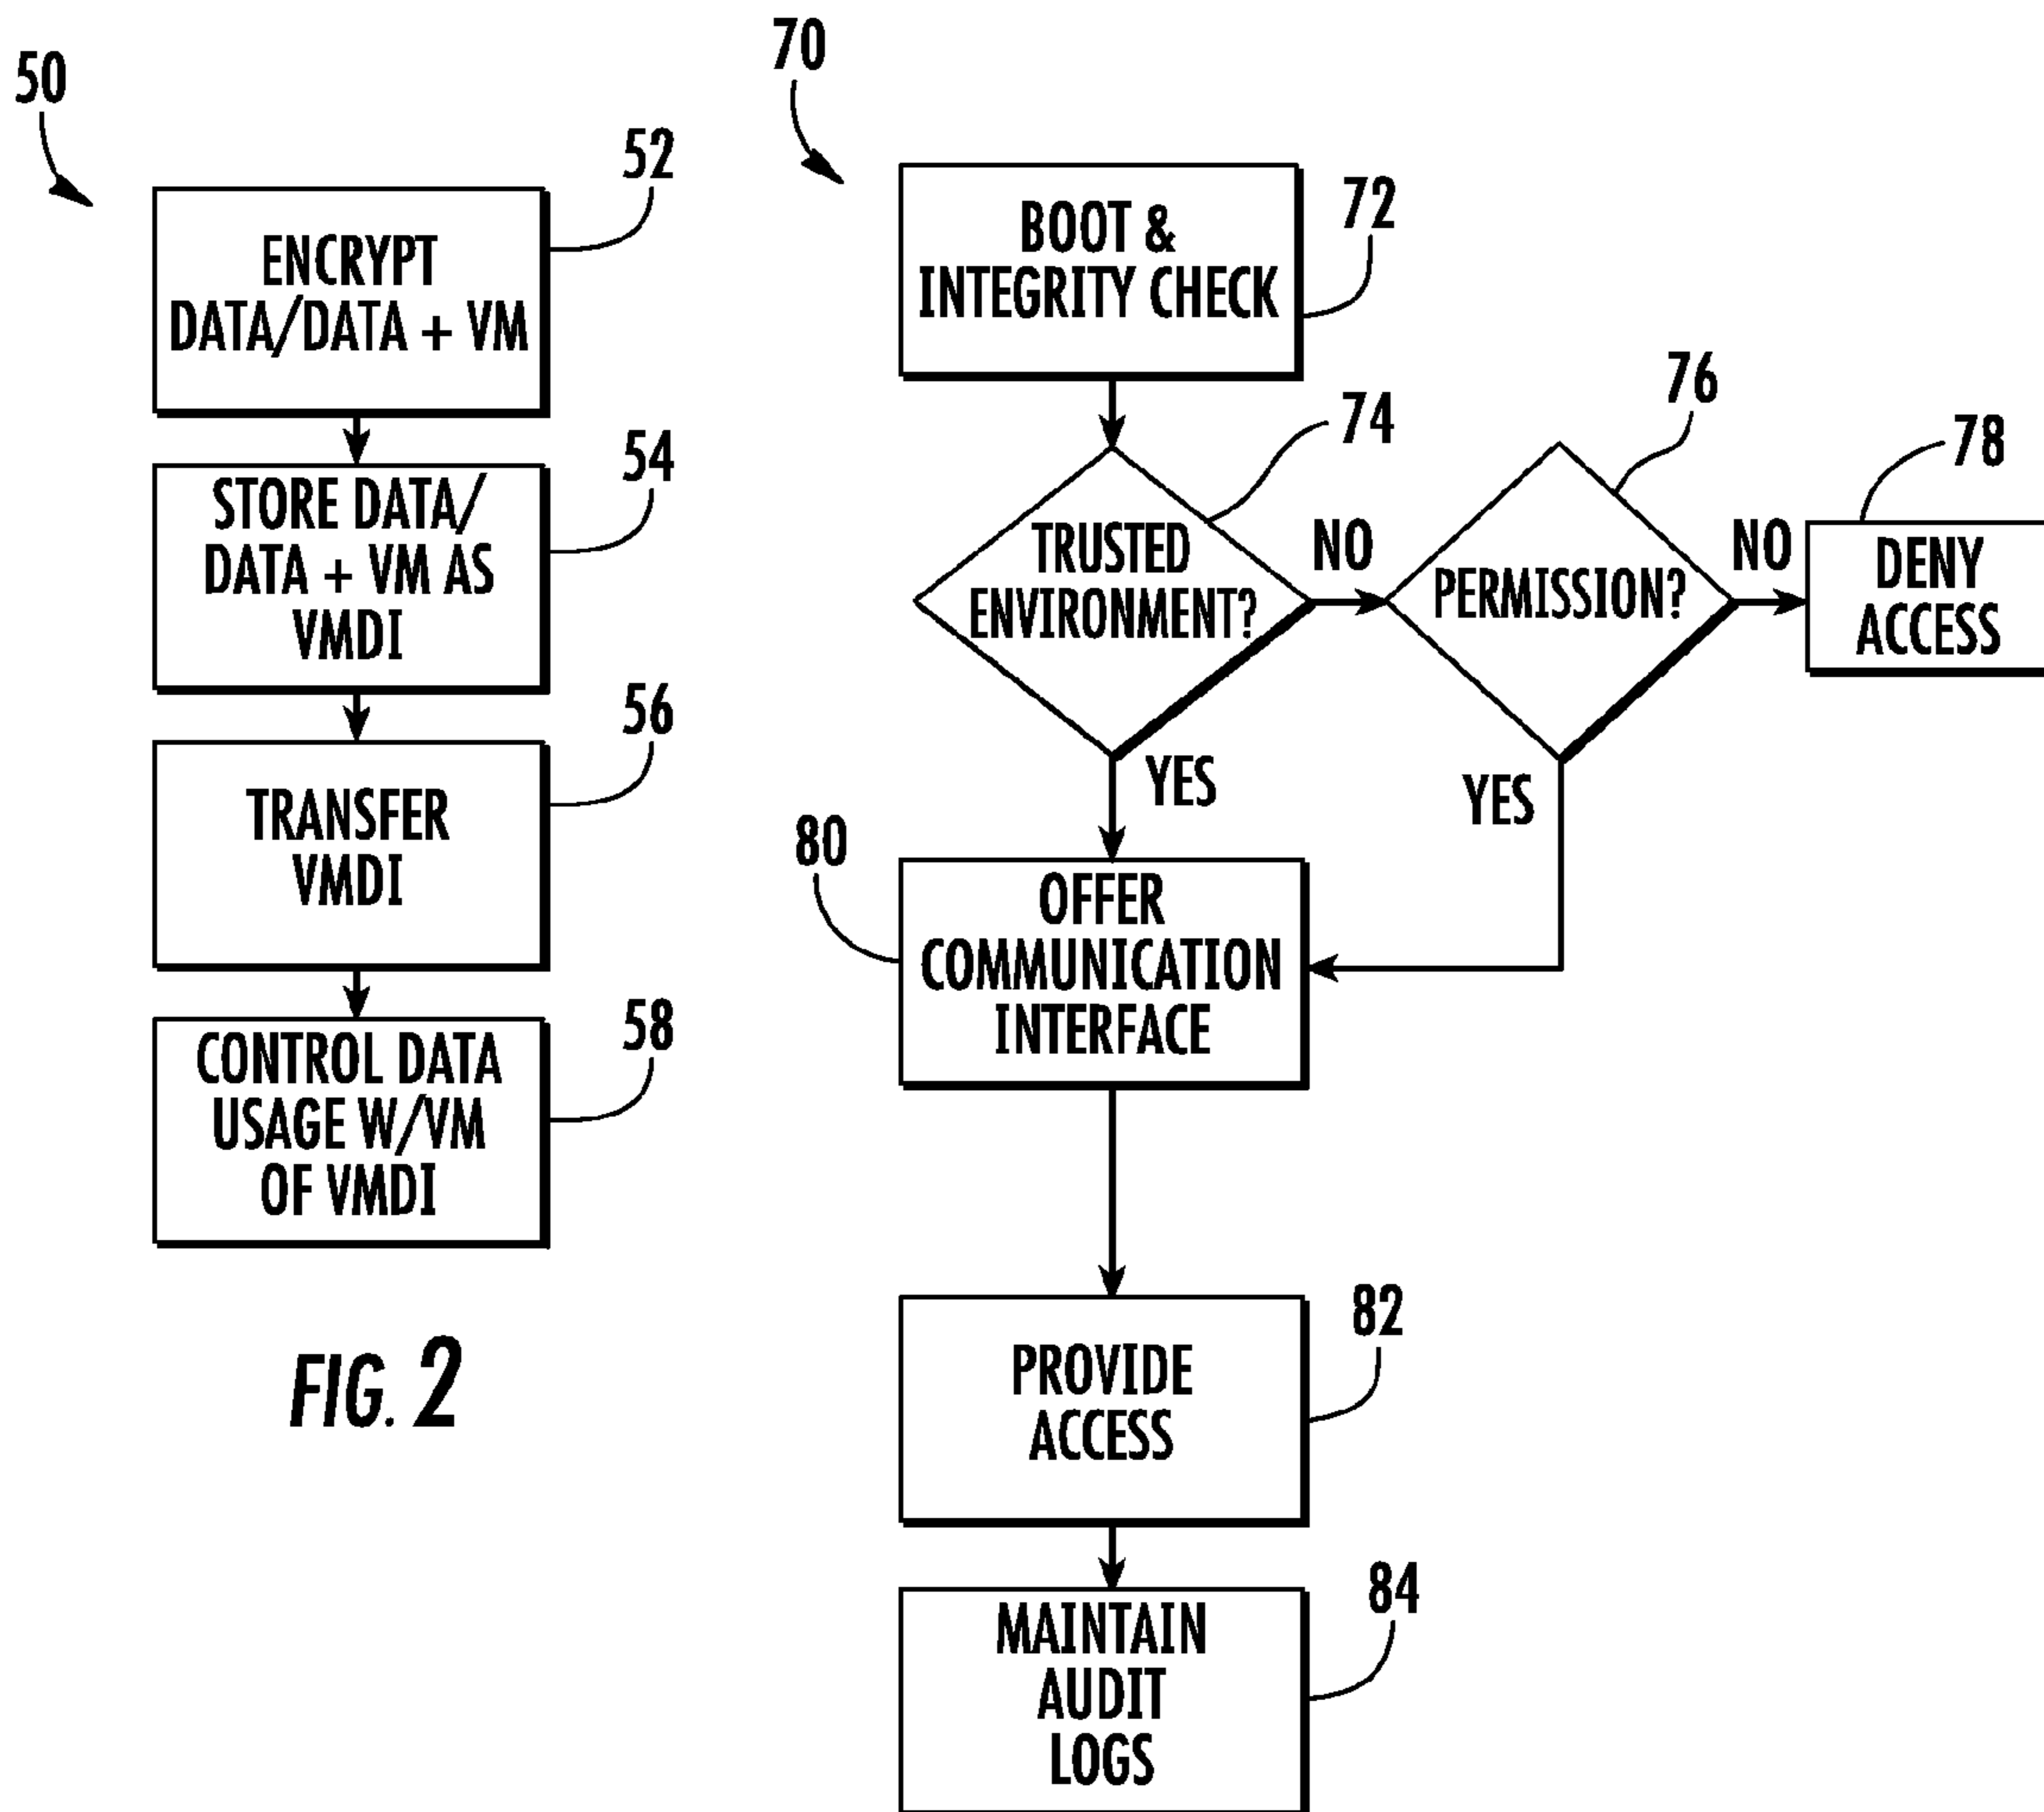 50
52
ENCRYPT
DATA/DATA + VM
54
STORE DATA/
DATA + VM AS
VMDI
56
TRANSFER
VMDI
58
CONTROL DATA
USAGE W/VM
OF VMDI
FIG. 2
70
72
BOOT &
INTEGRITY CHECK
74
TRUSTED
ENVIRONMENT?
NO
76
PERMISSION?
NO
78
DENY
ACCESS
YES
YES
80
OFFER
COMMUNICATION
INTERFACE
82
PROVIDE
ACCESS
84
MAINTAIN
AUDIT
LOGS